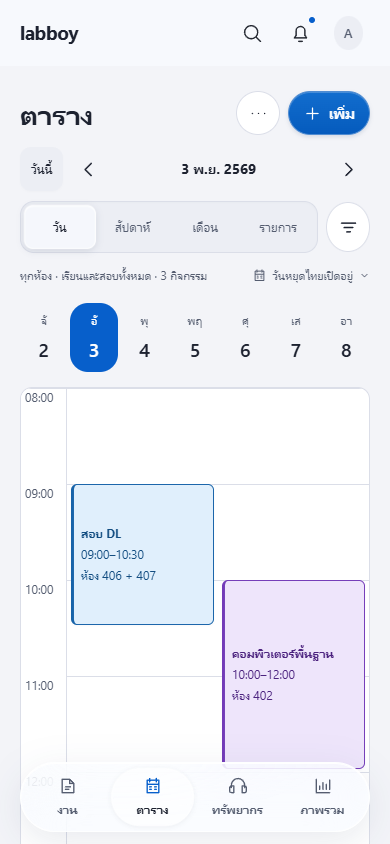 labboy
A
ตาราง
...
เพิ่ม
วันนี้
3 พ.ย. 2569
วัน
สัปดาห์
เดือน
รายการ
ทุกห้อง · เรียนและสอบทั้งหมด · 3 กิจกรรม
วันหยุดไทยเปิดอยู่
จ 2
อ 3
พ 4
พฤ 5
ศ 6
เส 7
อา 8
08:00
09:00
สอบ DL
09:00–10:30
ห้อง 406 + 407
10:00
คอมพิวเตอร์พื้นฐาน
10:00–12:00
ห้อง 402
11:00
12:00
งาน
ตาราง
ทรัพยากร
ภาพรวม